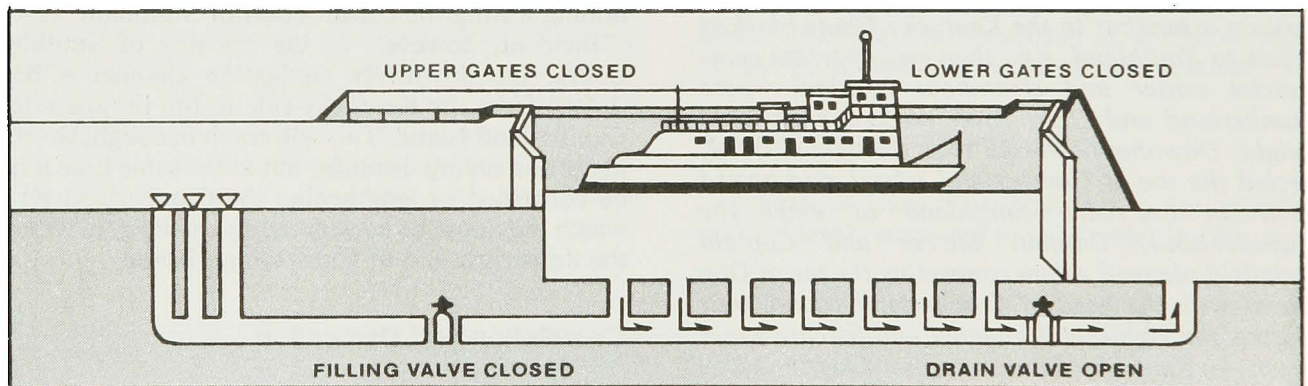 UPPER GATES CLOSED
LOWER GATES CLOSED
FILLING VALVE CLOSED
DRAIN VALVE OPEN